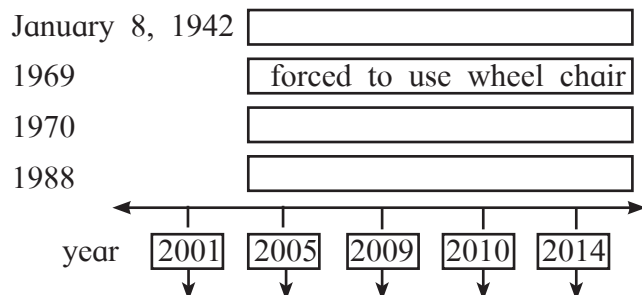 January 8, 1942
1969 forced to use wheel chair
1970
1988
year 2001 2005 2009 2010 2014